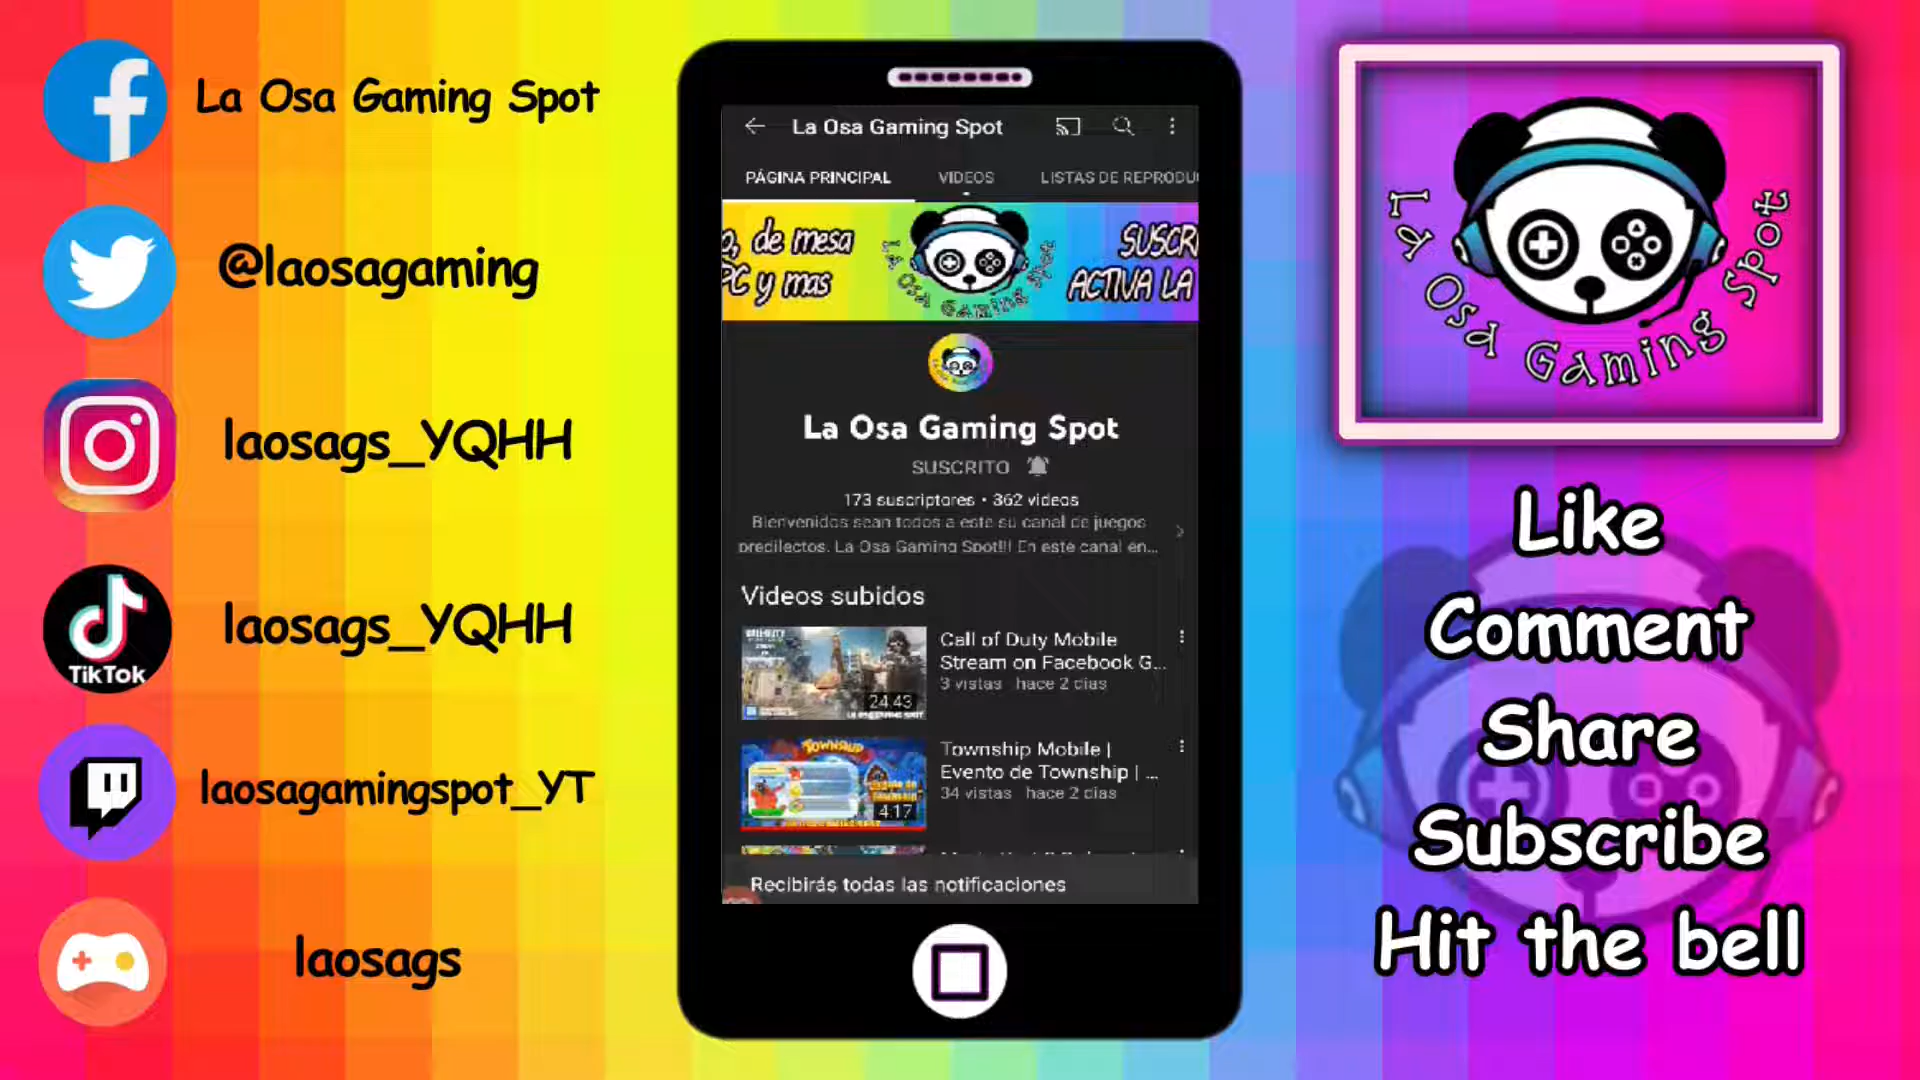 La Osa Gaming Spot
@laosagaming
laosags_YQHH
TikTok
laosags_YQHH
laosagamingspot_YT
laosags
La Osa Gaming Spot
PÁGINA PRINCIPAL
VIDEOS
LISTAS DE REPRODU
o, de mesa
PC y mas
La Osa Gaming Spot
SUSCR
ACTIVA LA
La Osa Gaming Spot
SUSCRITO
173 suscriptores • 362 videos
Bienvenidos sean todos a este su canal de juegos
predilectos. La Osa Gaming Spot!!! En este canal en...
Videos subidos
24:43
Call of Duty Mobile
Stream on Facebook G...
3 vistas hace 2 días
TOWNSHIP
4:17
Township Mobile |
Evento de Township | ...
34 vistas hace 2 días
Recibirás todas las notificaciones
La Osa Gaming Spot
Like
Comment
Share
Subscribe
Hit the bell